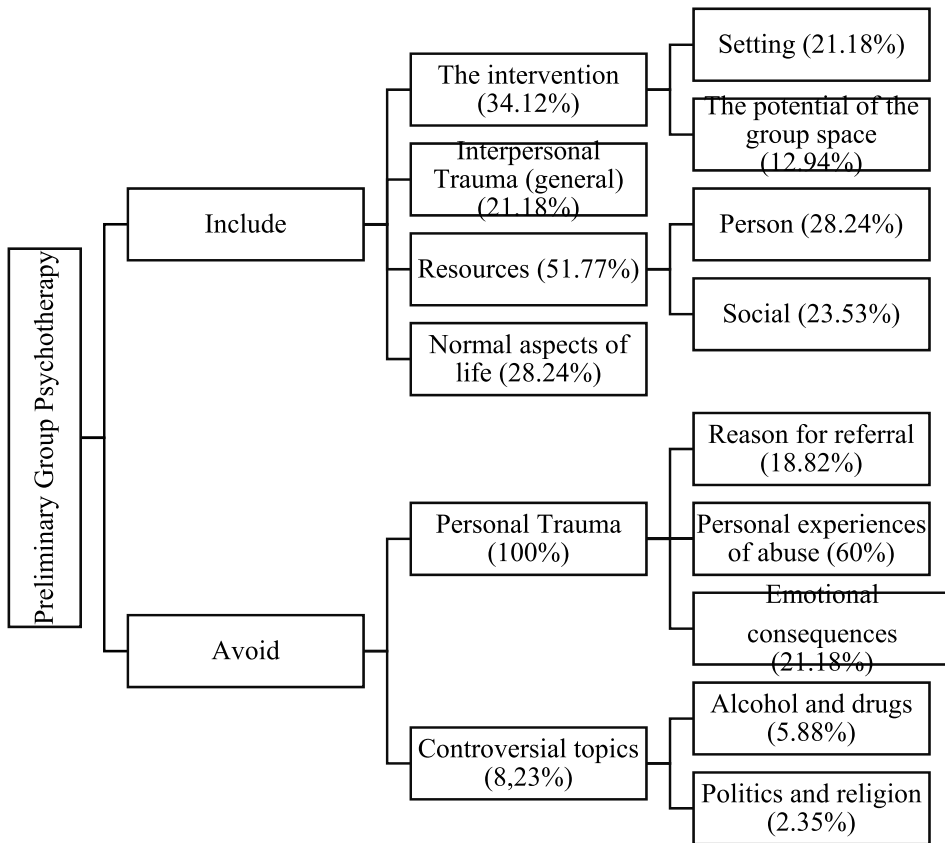 Preliminary Group Psychotherapy
Include
The intervention
(34.12%)
Setting (21.18%)
The potential of the
group space
(12.94%)
Interpersonal
Trauma (general)
(21.18%)
Resources (51.77%)
Person (28.24%)
Social (23.53%)
Normal aspects of
life (28.24%)
Avoid
Personal Trauma
(100%)
Reason for referral
(18.82%)
Personal experiences
of abuse (60%)
Emotional
consequences
(21.18%)
Controversial topics
(8,23%)
Alcohol and drugs
(5.88%)
Politics and religion
(2.35%)